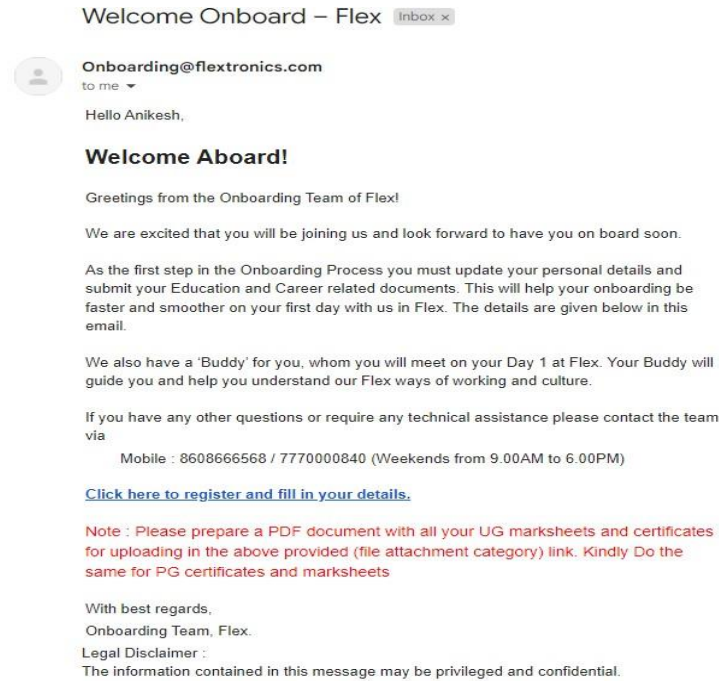 Welcome Onboard – Flex Inbox ×
Onboarding@flextronics.com
to me
Hello Anikesh,
Welcome Aboard!
Greetings from the Onboarding Team of Flex!
We are excited that you will be joining us and look forward to have you on board soon.
As the first step in the Onboarding Process you must update your personal details and
submit your Education and Career related documents. This will help your onboarding be
faster and smoother on your first day with us in Flex. The details are given below in this
email.
We also have a ‘Buddy’ for you, whom you will meet on your Day 1 at Flex. Your Buddy will
guide you and help you understand our Flex ways of working and culture.
If you have any other questions or require any technical assistance please contact the team
via
Mobile : 8608666568 / 7770000840 (Weekends from 9.00AM to 6.00PM)
Click here to register and fill in your details.
Note : Please prepare a PDF document with all your UG marksheets and certificates
for uploading in the above provided (file attachment category) link. Kindly Do the
same for PG certificates and marksheets
With best regards,
Onboarding Team, Flex.
Legal Disclaimer :
The information contained in this message may be privileged and confidential.